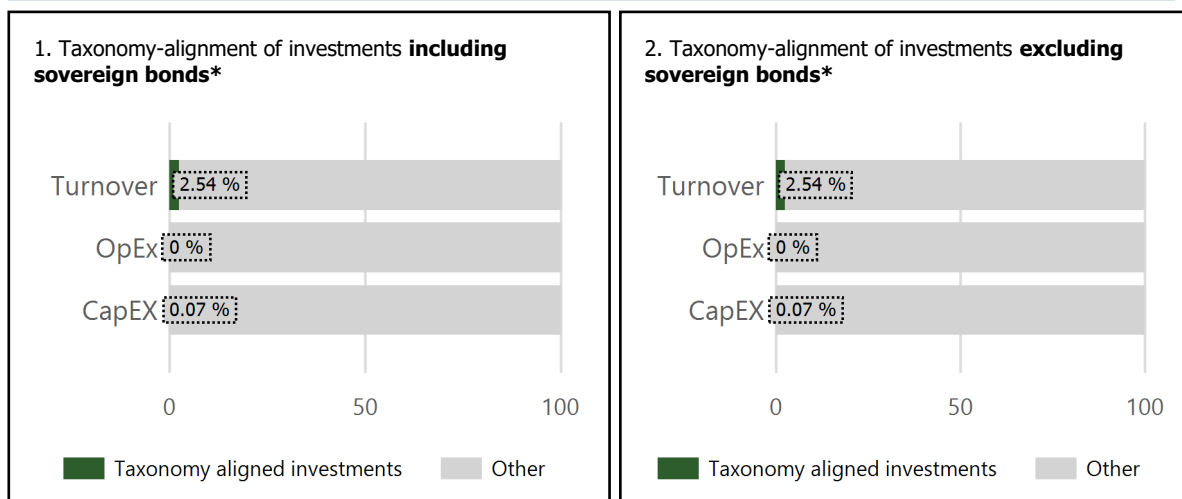 1. Taxonomy-alignment of investments including
sovereign bonds*
Turnover
2.54 %
OpEx
0 %
CapEX
0.07 %
0 50 100
Taxonomy aligned investments Other
2. Taxonomy-alignment of investments excluding
sovereign bonds*
Turnover
2.54 %
OpEx
0 %
CapEX
0.07 %
0 50 100
Taxonomy aligned investments Other